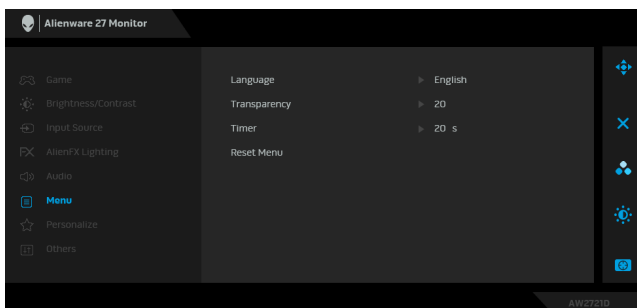 Alienware 27 Monitor
Game
Brightness/Contrast
Input Source
FX AlienFX Lighting
Audio
Menu
Personalize
Others
Language English
Transparency 20
Timer 20 s
Reset Menu
AW2721D